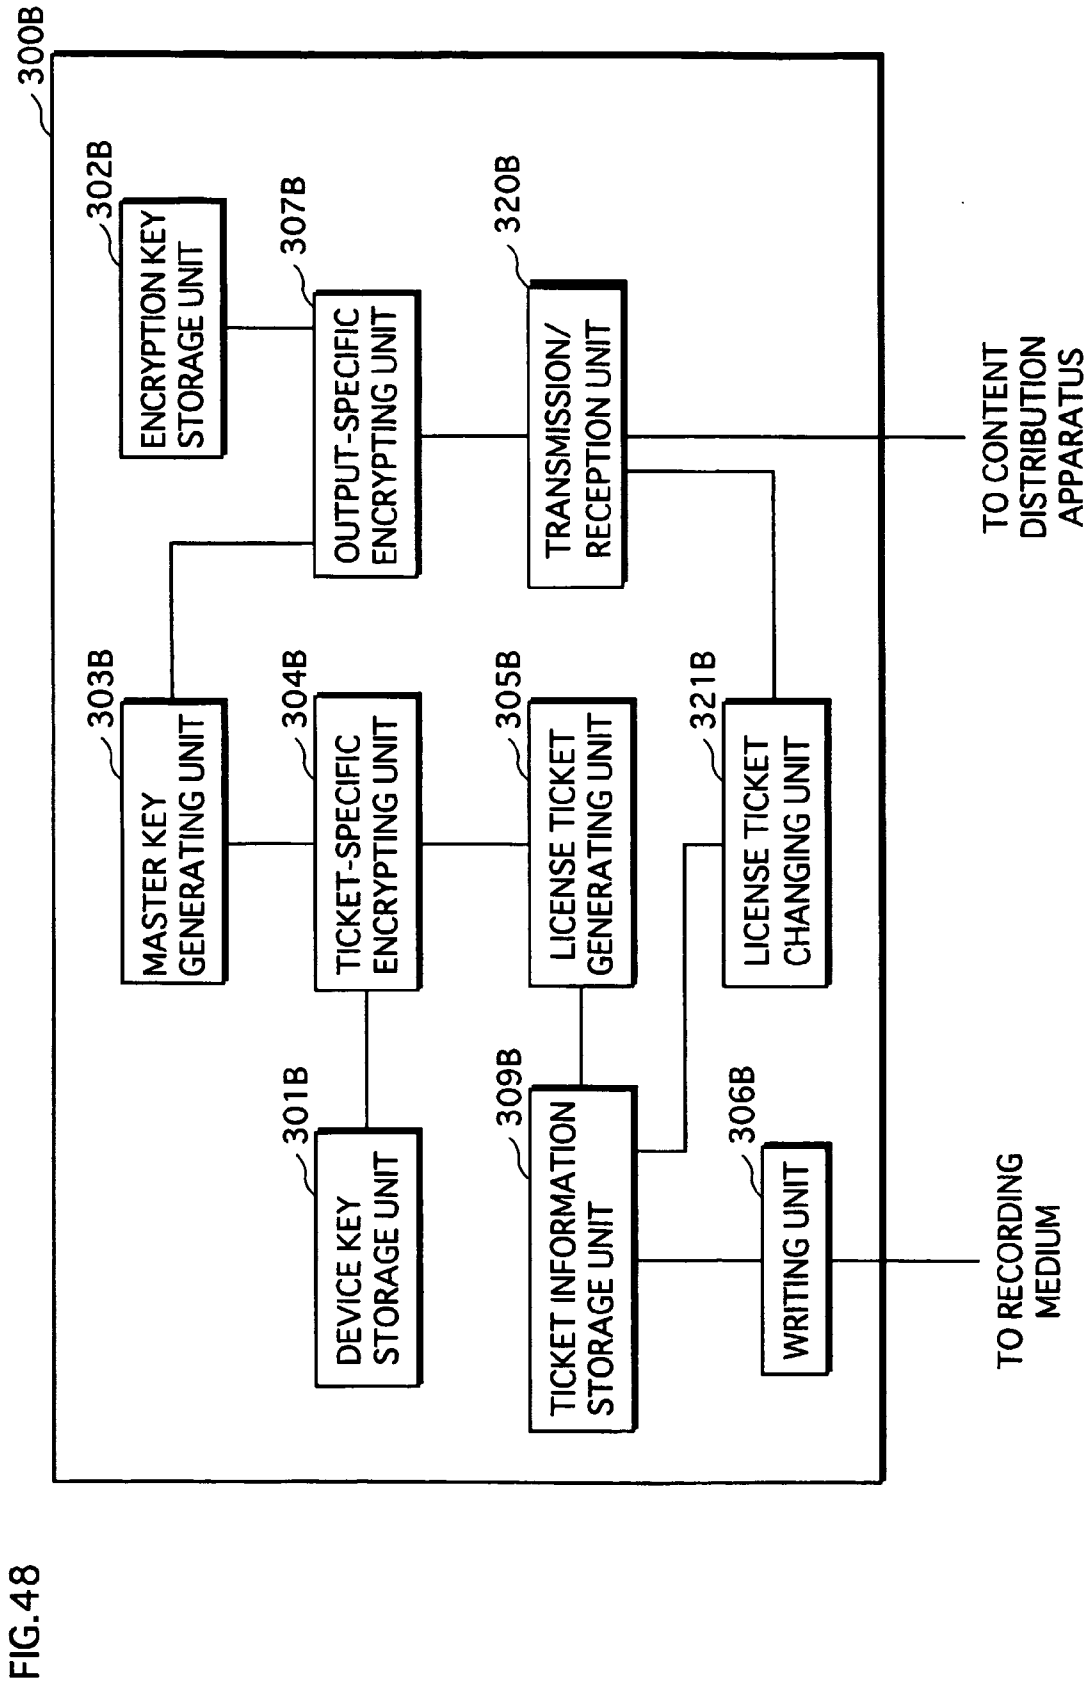 FIG.48
300B
303B
MASTER KEY
GENERATING UNIT
302B
ENCRYPTION KEY
STORAGE UNIT
301B
DEVICE KEY
STORAGE UNIT
304B
TICKET-SPECIFIC
ENCRYPTING UNIT
307B
OUTPUT-SPECIFIC
ENCRYPTING UNIT
309B
TICKET INFORMATION
STORAGE UNIT
305B
LICENSE TICKET
GENERATING UNIT
320B
TRANSMISSION/
RECEPTION UNIT
306B
WRITING UNIT
321B
LICENSE TICKET
CHANGING UNIT
TO RECORDING
MEDIUM
TO CONTENT
DISTRIBUTION
APPARATUS